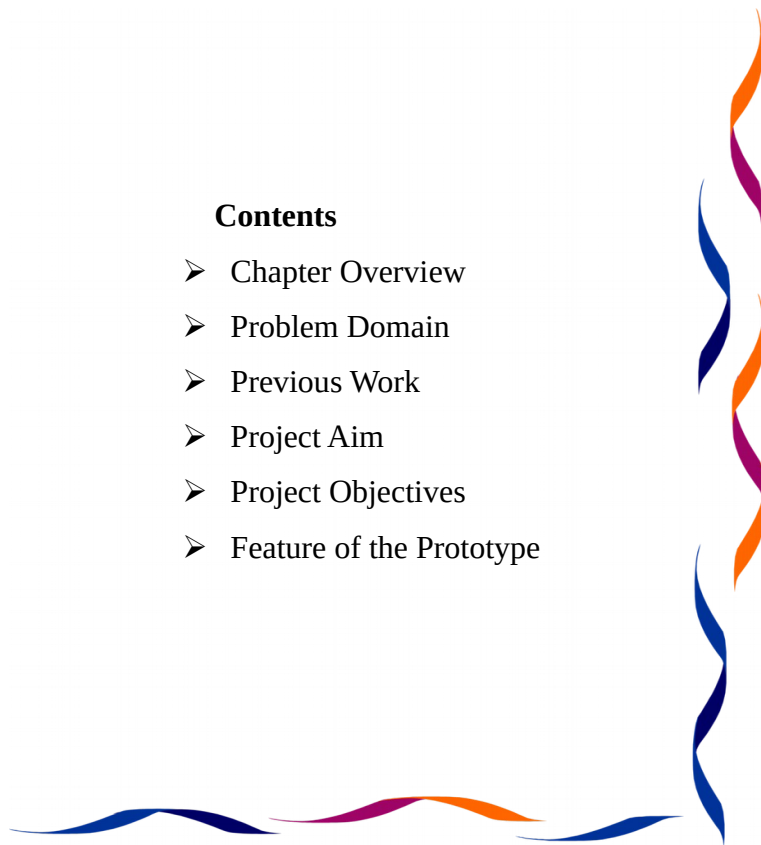 Contents
➢ Chapter Overview
➢ Problem Domain
➢ Previous Work
➢ Project Aim
➢ Project Objectives
➢ Feature of the Prototype